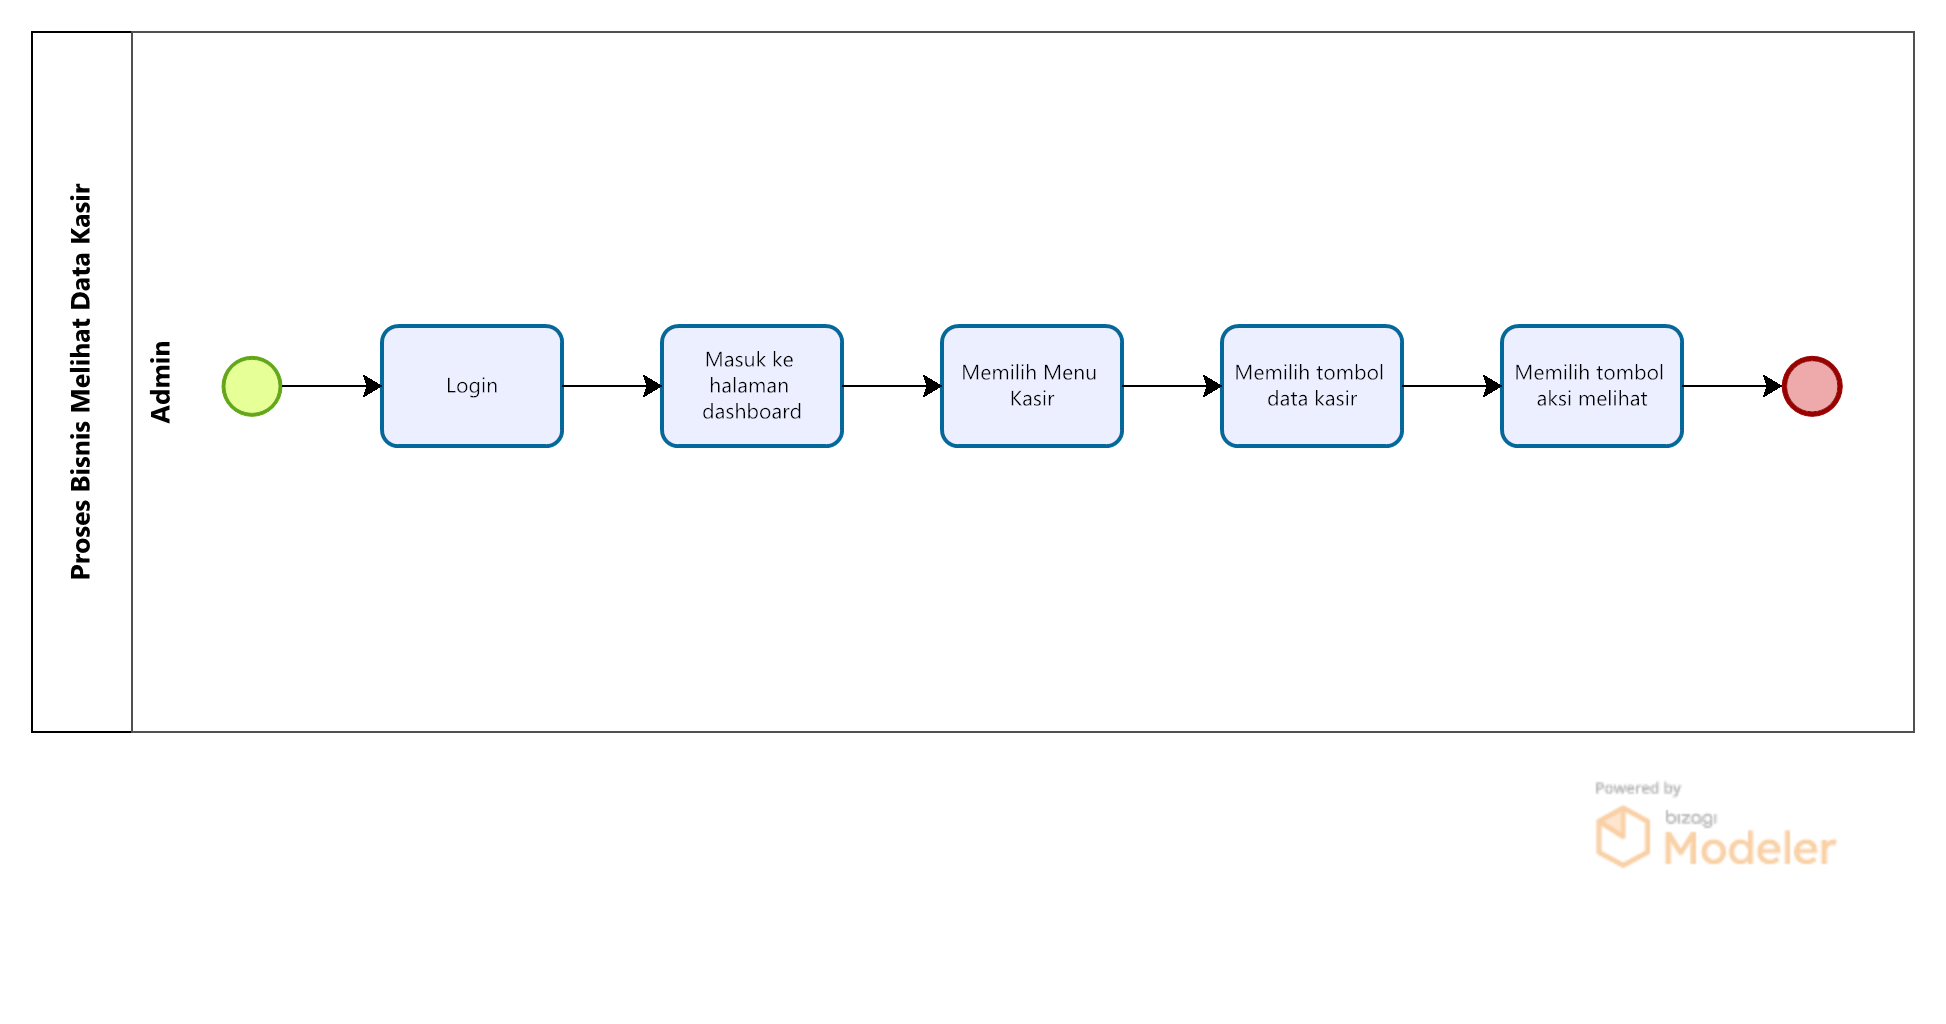 Proses Bisnis Melihat Data Kasir
Admin
Login
Masuk ke
halaman
dashboard
Memilih Menu
Kasir
Memilih tombol
data kasir
Memilih tombol
aksi melihat
Powered by
bizagi
Modeler